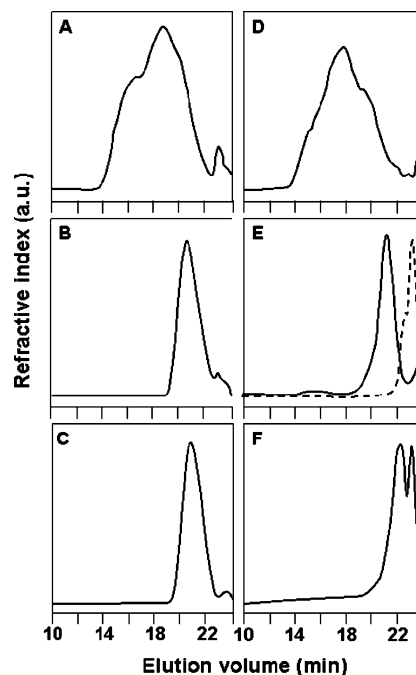 A
D
B
E
C
F
Refractive index (a.u.)
10 14 18 22 10 14 18 22
Elution volume (min)